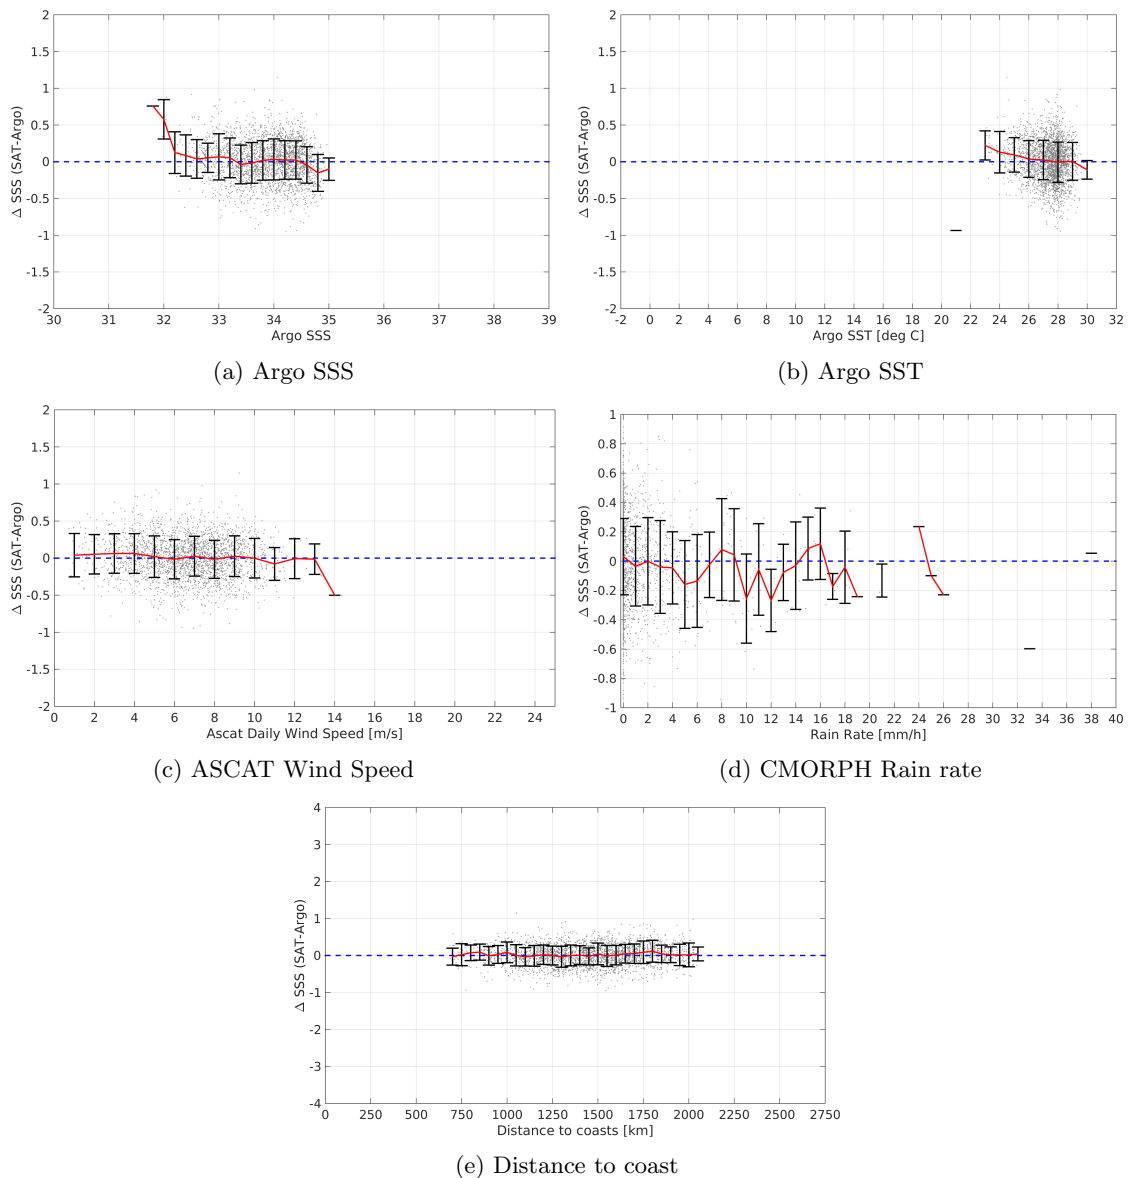 2
1.5
1
0.5
0
-0.5
-1
-1.5
-2
Δ SSS (SAT-Argo)
30 31 32 33 34 35 36 37 38 39
Argo SSS
(a) Argo SSS
2
1.5
1
0.5
0
-0.5
-1
-1.5
-2
Δ SSS (SAT-Argo)
-2 0 2 4 6 8 10 12 14 16 18 20 22 24 26 28 30 32
Argo SST [deg C]
(b) Argo SST
2
1.5
1
0.5
0
-0.5
-1
-1.5
-2
Δ SSS (SAT-Argo)
0 2 4 6 8 10 12 14 16 18 20 22 24
Ascat Daily Wind Speed [m/s]
(c) ASCAT Wind Speed
1
0.8
0.6
0.4
0.2
0
-0.2
-0.4
-0.6
-0.8
-1
Δ SSS (SAT-Argo)
0 2 4 6 8 10 12 14 16 18 20 22 24 26 28 30 32 34 36 38 40
Rain Rate [mm/h]
(d) CMORPH Rain rate
4
3
2
1
0
-1
-2
-3
-4
Δ SSS (SAT-Argo)
0 250 500 750 1000 1250 1500 1750 2000 2250 2500 2750
Distance to coasts [km]
(e) Distance to coast